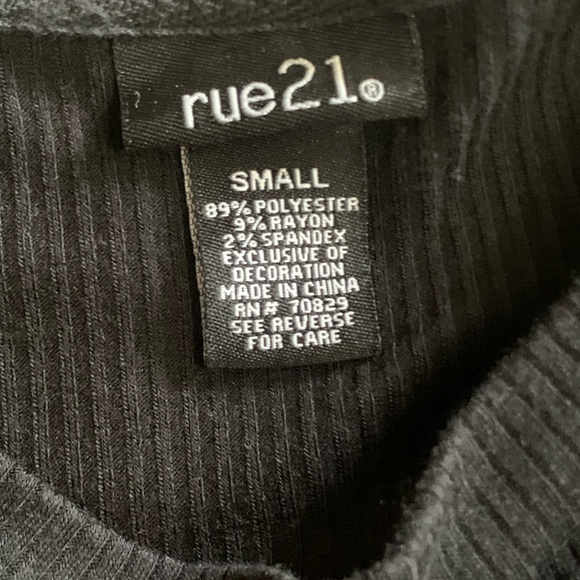 rue21®
SMALL
89% POLYESTER
9% RAYON
2% SPANDEX
EXCLUSIVE OF
DECORATION
MADE IN CHINA
RN# 70829
SEE REVERSE
FOR CARE